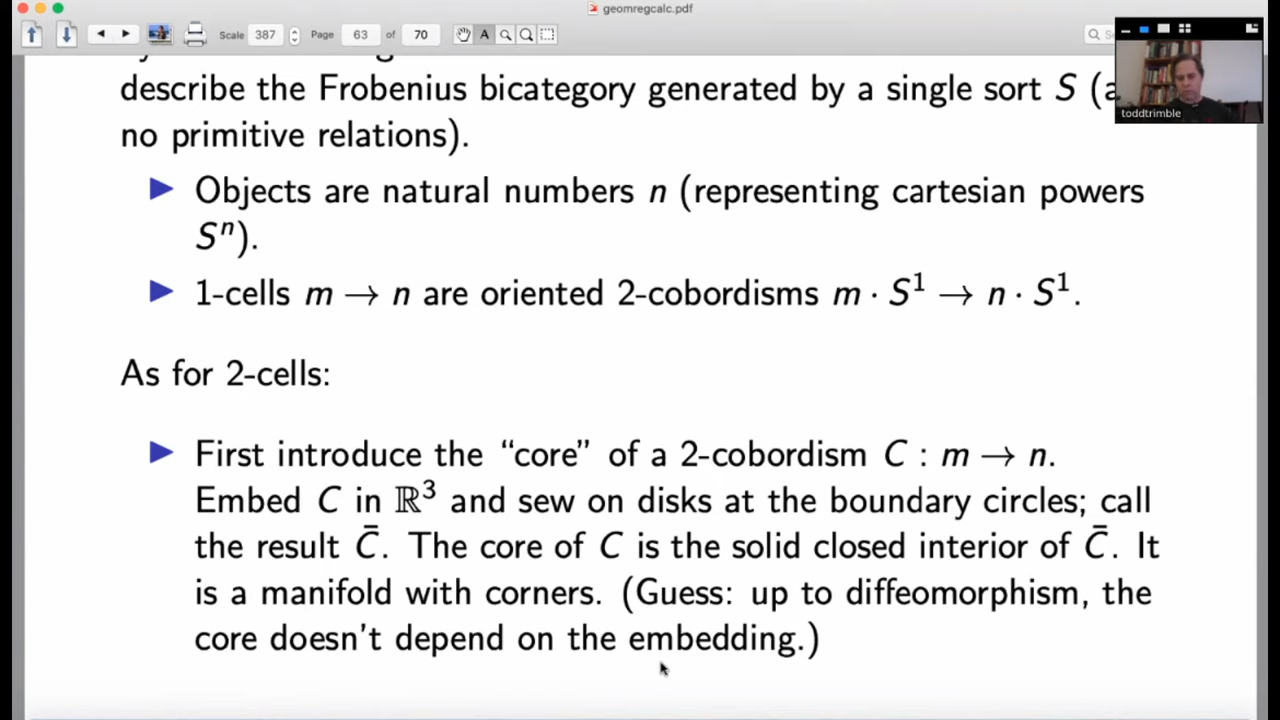 geomregcalc.pdf
Scale 387 Page 63 of 70
toddtrimble
describe the Frobenius bicategory generated by a single sort S (a
no primitive relations).
Objects are natural numbers n (representing cartesian powers
Sⁿ).
1-cells m → n are oriented 2-cobordisms m · S¹ → n · S¹.
As for 2-cells:
First introduce the “core” of a 2-cobordism C : m → n.
Embed C in ℝ³ and sew on disks at the boundary circles; call
the result C̄. The core of C is the solid closed interior of C̄. It
is a manifold with corners. (Guess: up to diffeomorphism, the
core doesn't depend on the embedding.)